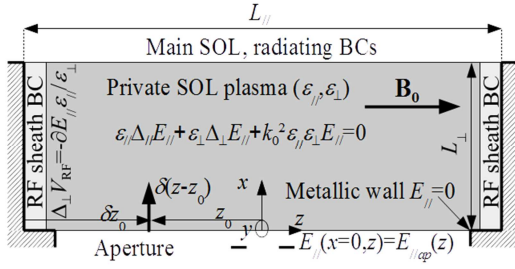 L//
Main SOL, radiating BCs
Private SOL plasma (ε//,ε⊥)
B0
ε//Δ//E//+ε⊥Δ⊥E//+k0²ε//ε⊥E//=0
RF sheath BC
Δ⊥VRF=-∂E//ε///ε⊥
L⊥
RF sheath BC
δ(z-z0)
x
Metallic wall E//=0
δz0
z0
y
z
Aperture
E//(x=0,z)=E//ap(z)